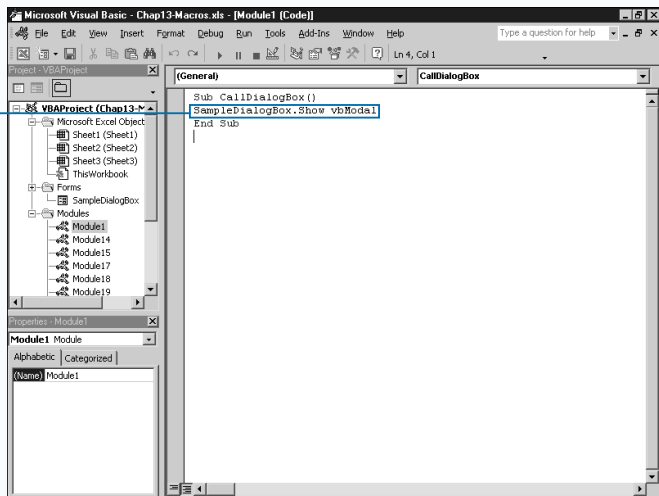 Microsoft Visual Basic - Chap13-Macros.xls - [Module1 (Code)]
File Edit View Insert Format Debug Run Tools Add-Ins Window Help
Type a question for help
Ln 4, Col 1
Project - VBAProject
VBAProject (Chap13-M
Microsoft Excel Object
Sheet1 (Sheet1)
Sheet2 (Sheet2)
Sheet3 (Sheet3)
ThisWorkbook
Forms
SampleDialogBox
Modules
Module1
Module14
Module15
Module17
Module18
Module19
Properties - Module1
Module1 Module
Alphabetic Categorized
(Name) Module1
(General)
CallDialogBox
Sub CallDialogBox()
SampleDialogBox.Show vbModal
End Sub